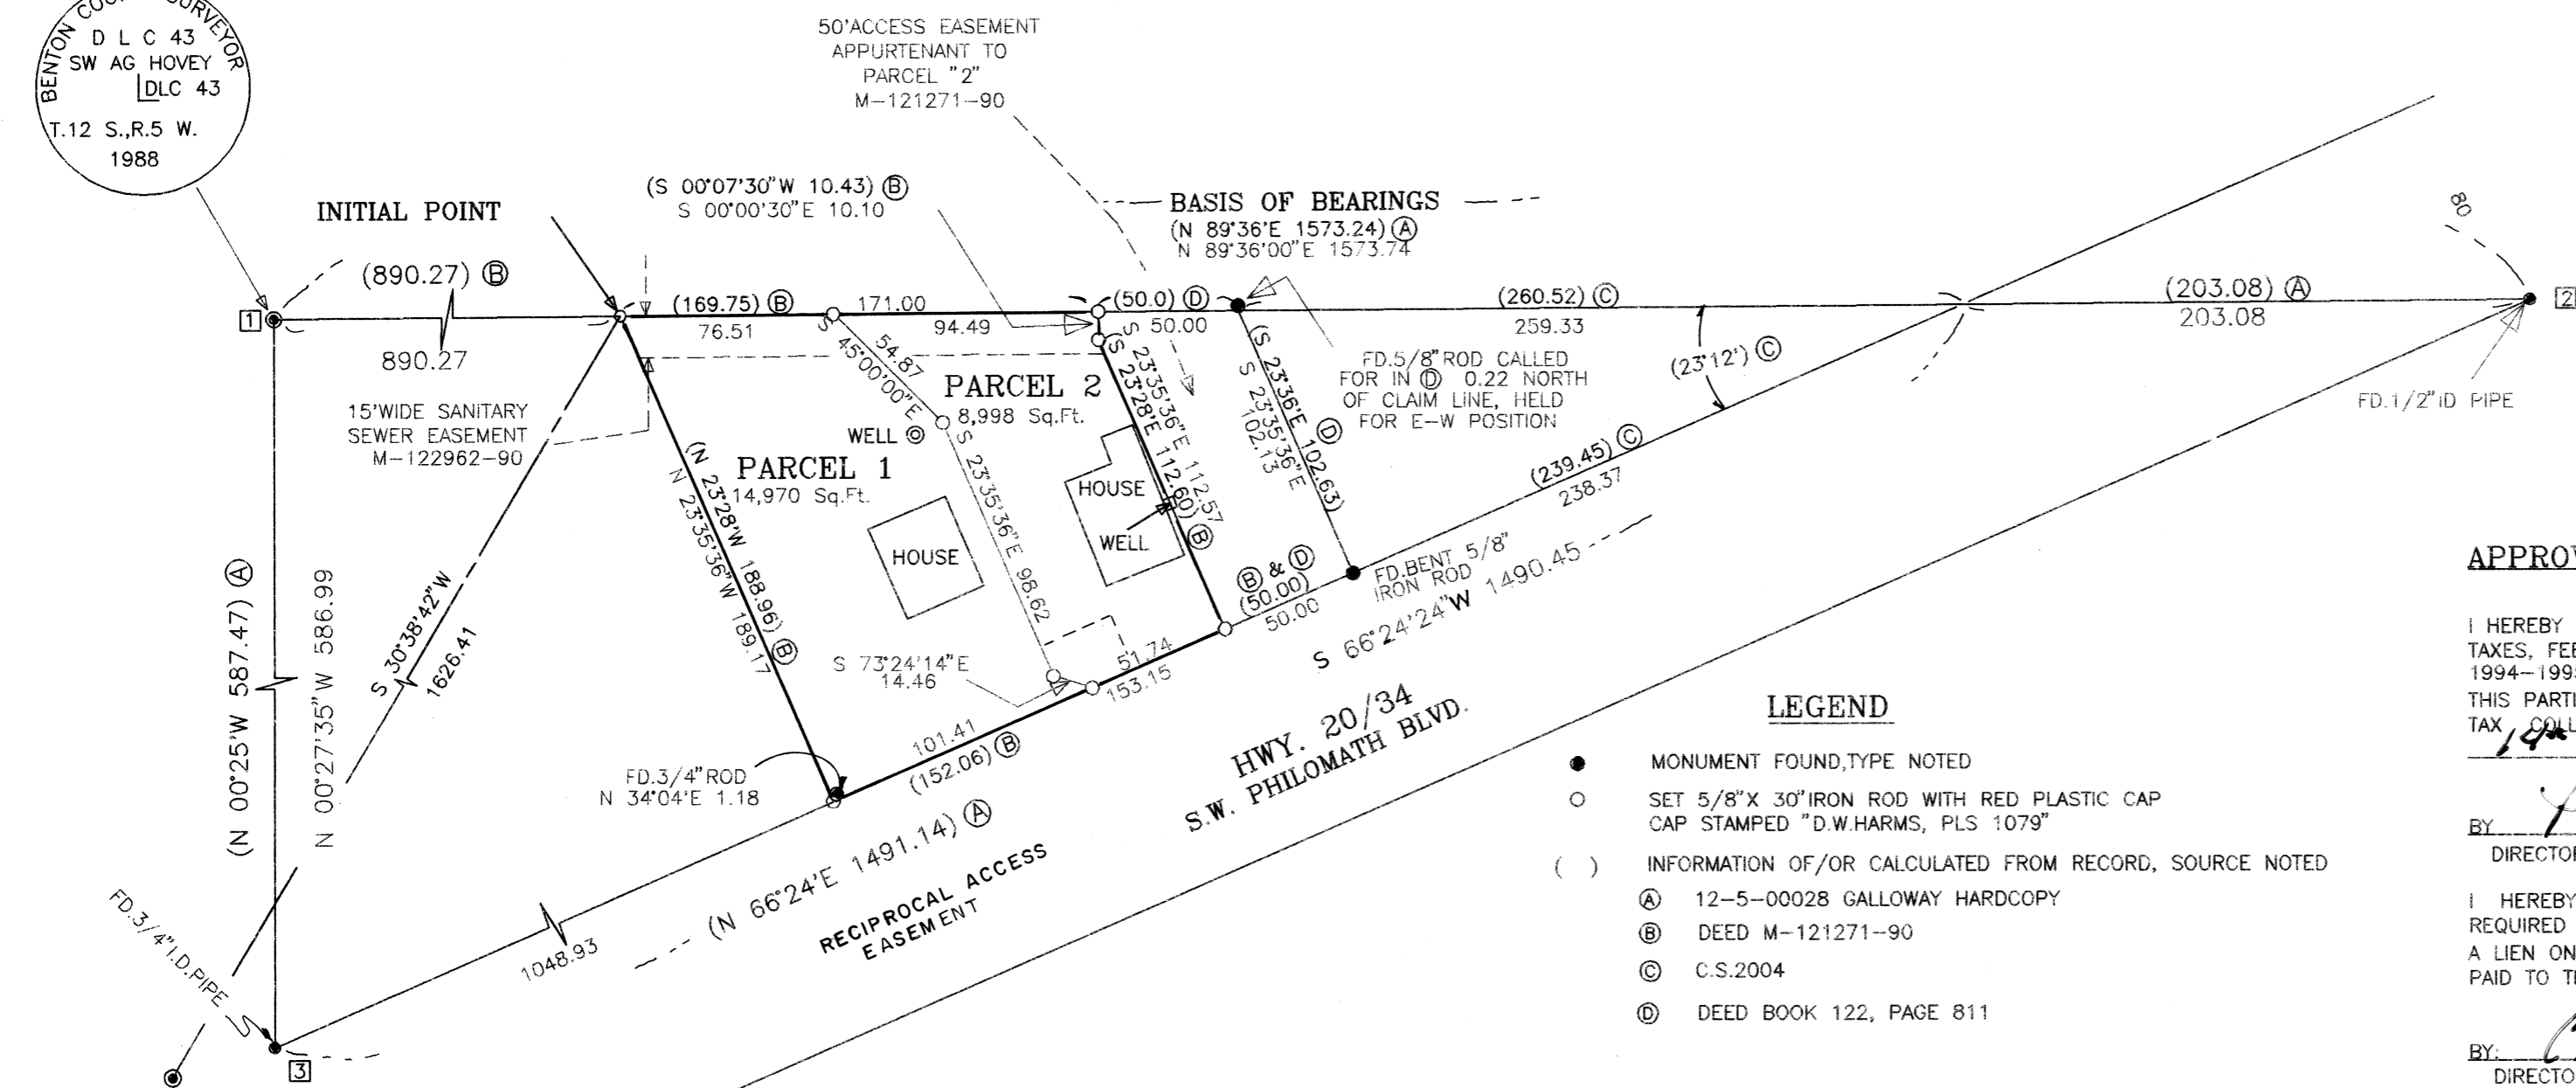 BENTON COUNTY SURVEYOR
D L C 43
SW AG HOVEY
DLC 43
T.12 S.,R.5 W.
1988
50'ACCESS EASEMENT
APPURTENANT TO
PARCEL "2"
M-121271-90
INITIAL POINT
(S 00°07'30"W 10.43) B
S 00°00'30"E 10.10
BASIS OF BEARINGS
(N 89°36'E 1573.24) A
N 89°36'00"E 1573.74
80
1
(890.27) B
890.27
(169.75) B
171.00
76.51
94.49
(50.0) D
50.00
(260.52) C
259.33
(203.08) A
203.08
2
FD.1/2"ID PIPE
15'WIDE SANITARY
SEWER EASEMENT
M-122962-90
54.87
S 45°00'00"E
PARCEL 2
8,998 Sq.Ft.
WELL
PARCEL 1
14,970 Sq.Ft.
HOUSE
HOUSE
WELL
S 23°35'36"E 98.62
S 23°35'36"E 112.57
(S 23°28'E 112.60) B
(S 23°36'E 102.63) D
S 23°35'36"E
102.13
FD.5/8"ROD CALLED
FOR IN D 0.22 NORTH
OF CLAIM LINE, HELD
FOR E-W POSITION
(23°12') C
(239.45) C
238.37
(N 23°28'W 188.96) B
N 23°35'36"W 189.17
(N 00°25'W 587.47) A
N 00°27'35"W 586.99
S 30°38'42"W
1626.41
B & D
(50.00)
50.00
FD.BENT 5/8"
IRON ROD
S 66°24'24"W 1490.45
S 73°24'14"E
14.46
51.74
153.15
101.41
(152.06) B
FD.3/4"ROD
N 34°04'E 1.18
HWY. 20/34
S.W. PHILOMATH BLVD.
(N 66°24'E 1491.14) A
RECIPROCAL ACCESS
EASEMENT
1048.93
FD.3/4"I.D.PIPE
3
LEGEND
MONUMENT FOUND,TYPE NOTED
SET 5/8"X 30"IRON ROD WITH RED PLASTIC CAP
CAP STAMPED "D.W.HARMS, PLS 1079"
( ) INFORMATION OF/OR CALCULATED FROM RECORD, SOURCE NOTED
A 12-5-00028 GALLOWAY HARDCOPY
B DEED M-121271-90
C C.S.2004
D DEED BOOK 122, PAGE 811
APPROV
I HEREBY
TAXES, FEE
1994-199
THIS PARTI
TAX COLL
BY
DIRECTOR
I HEREBY
REQUIRED
A LIEN ON
PAID TO T
BY:
DIRECTO